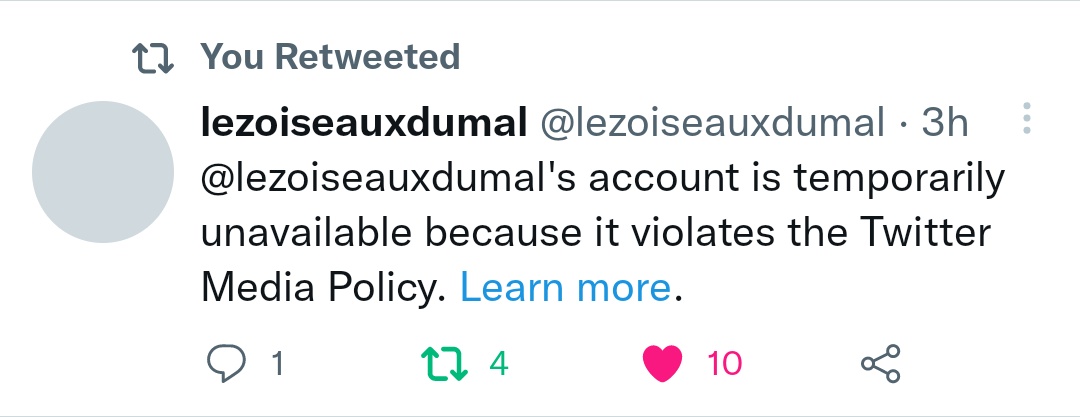 You Retweeted
lezoiseauxdumal @lezoiseauxdumal · 3h
@lezoiseauxdumal's account is temporarily
unavailable because it violates the Twitter
Media Policy. Learn more.
1 4 10